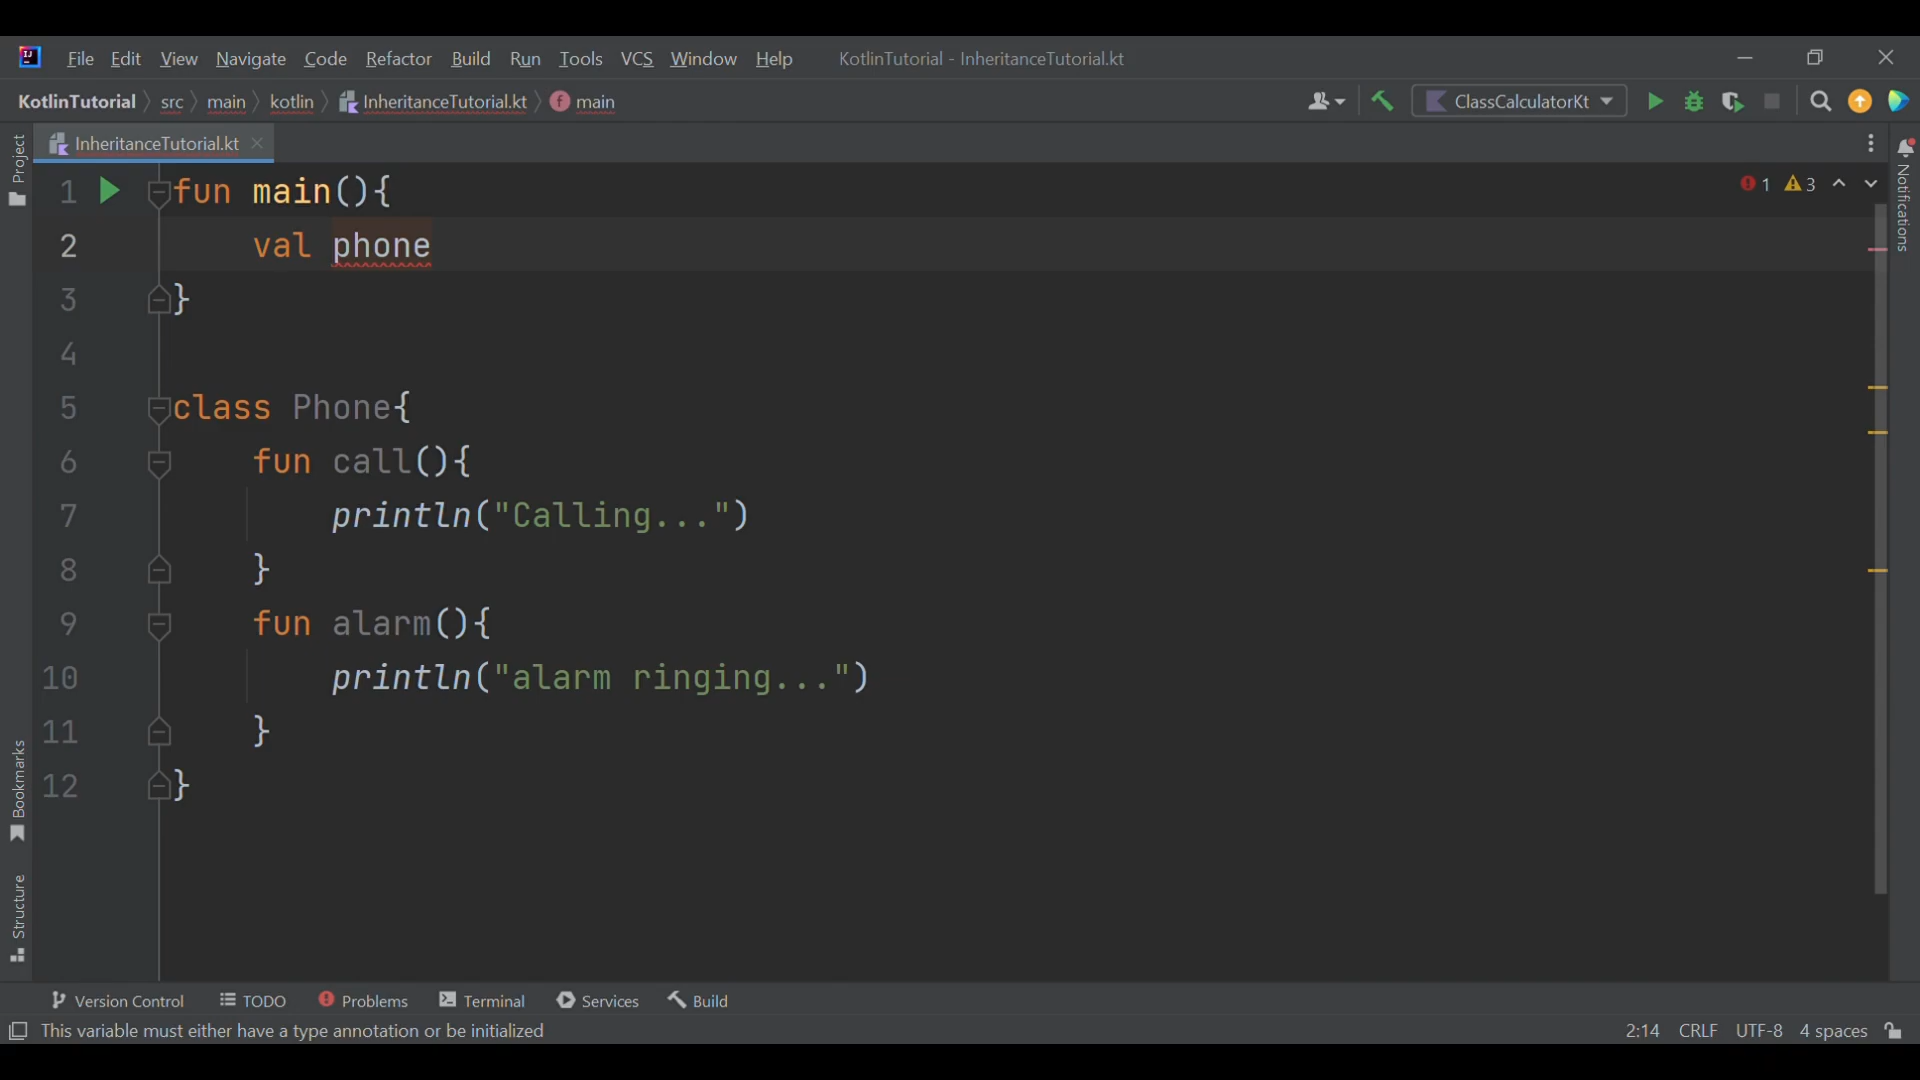 File Edit View Navigate Code Refactor Build Run Tools VCS Window Help KotlinTutorial - InheritanceTutorial.kt
KotlinTutorial src main kotlin InheritanceTutorial.kt main ClassCalculatorKt
InheritanceTutorial.kt
Project
Notifications
1 3
1 fun main(){
2 val phone
3 }
4
5 class Phone{
6 fun call(){
7 println("Calling...")
8 }
9 fun alarm(){
10 println("alarm ringing...")
11 }
12 }
Bookmarks
Structure
Version Control TODO Problems Terminal Services Build
This variable must either have a type annotation or be initialized 2:14 CRLF UTF-8 4 spaces